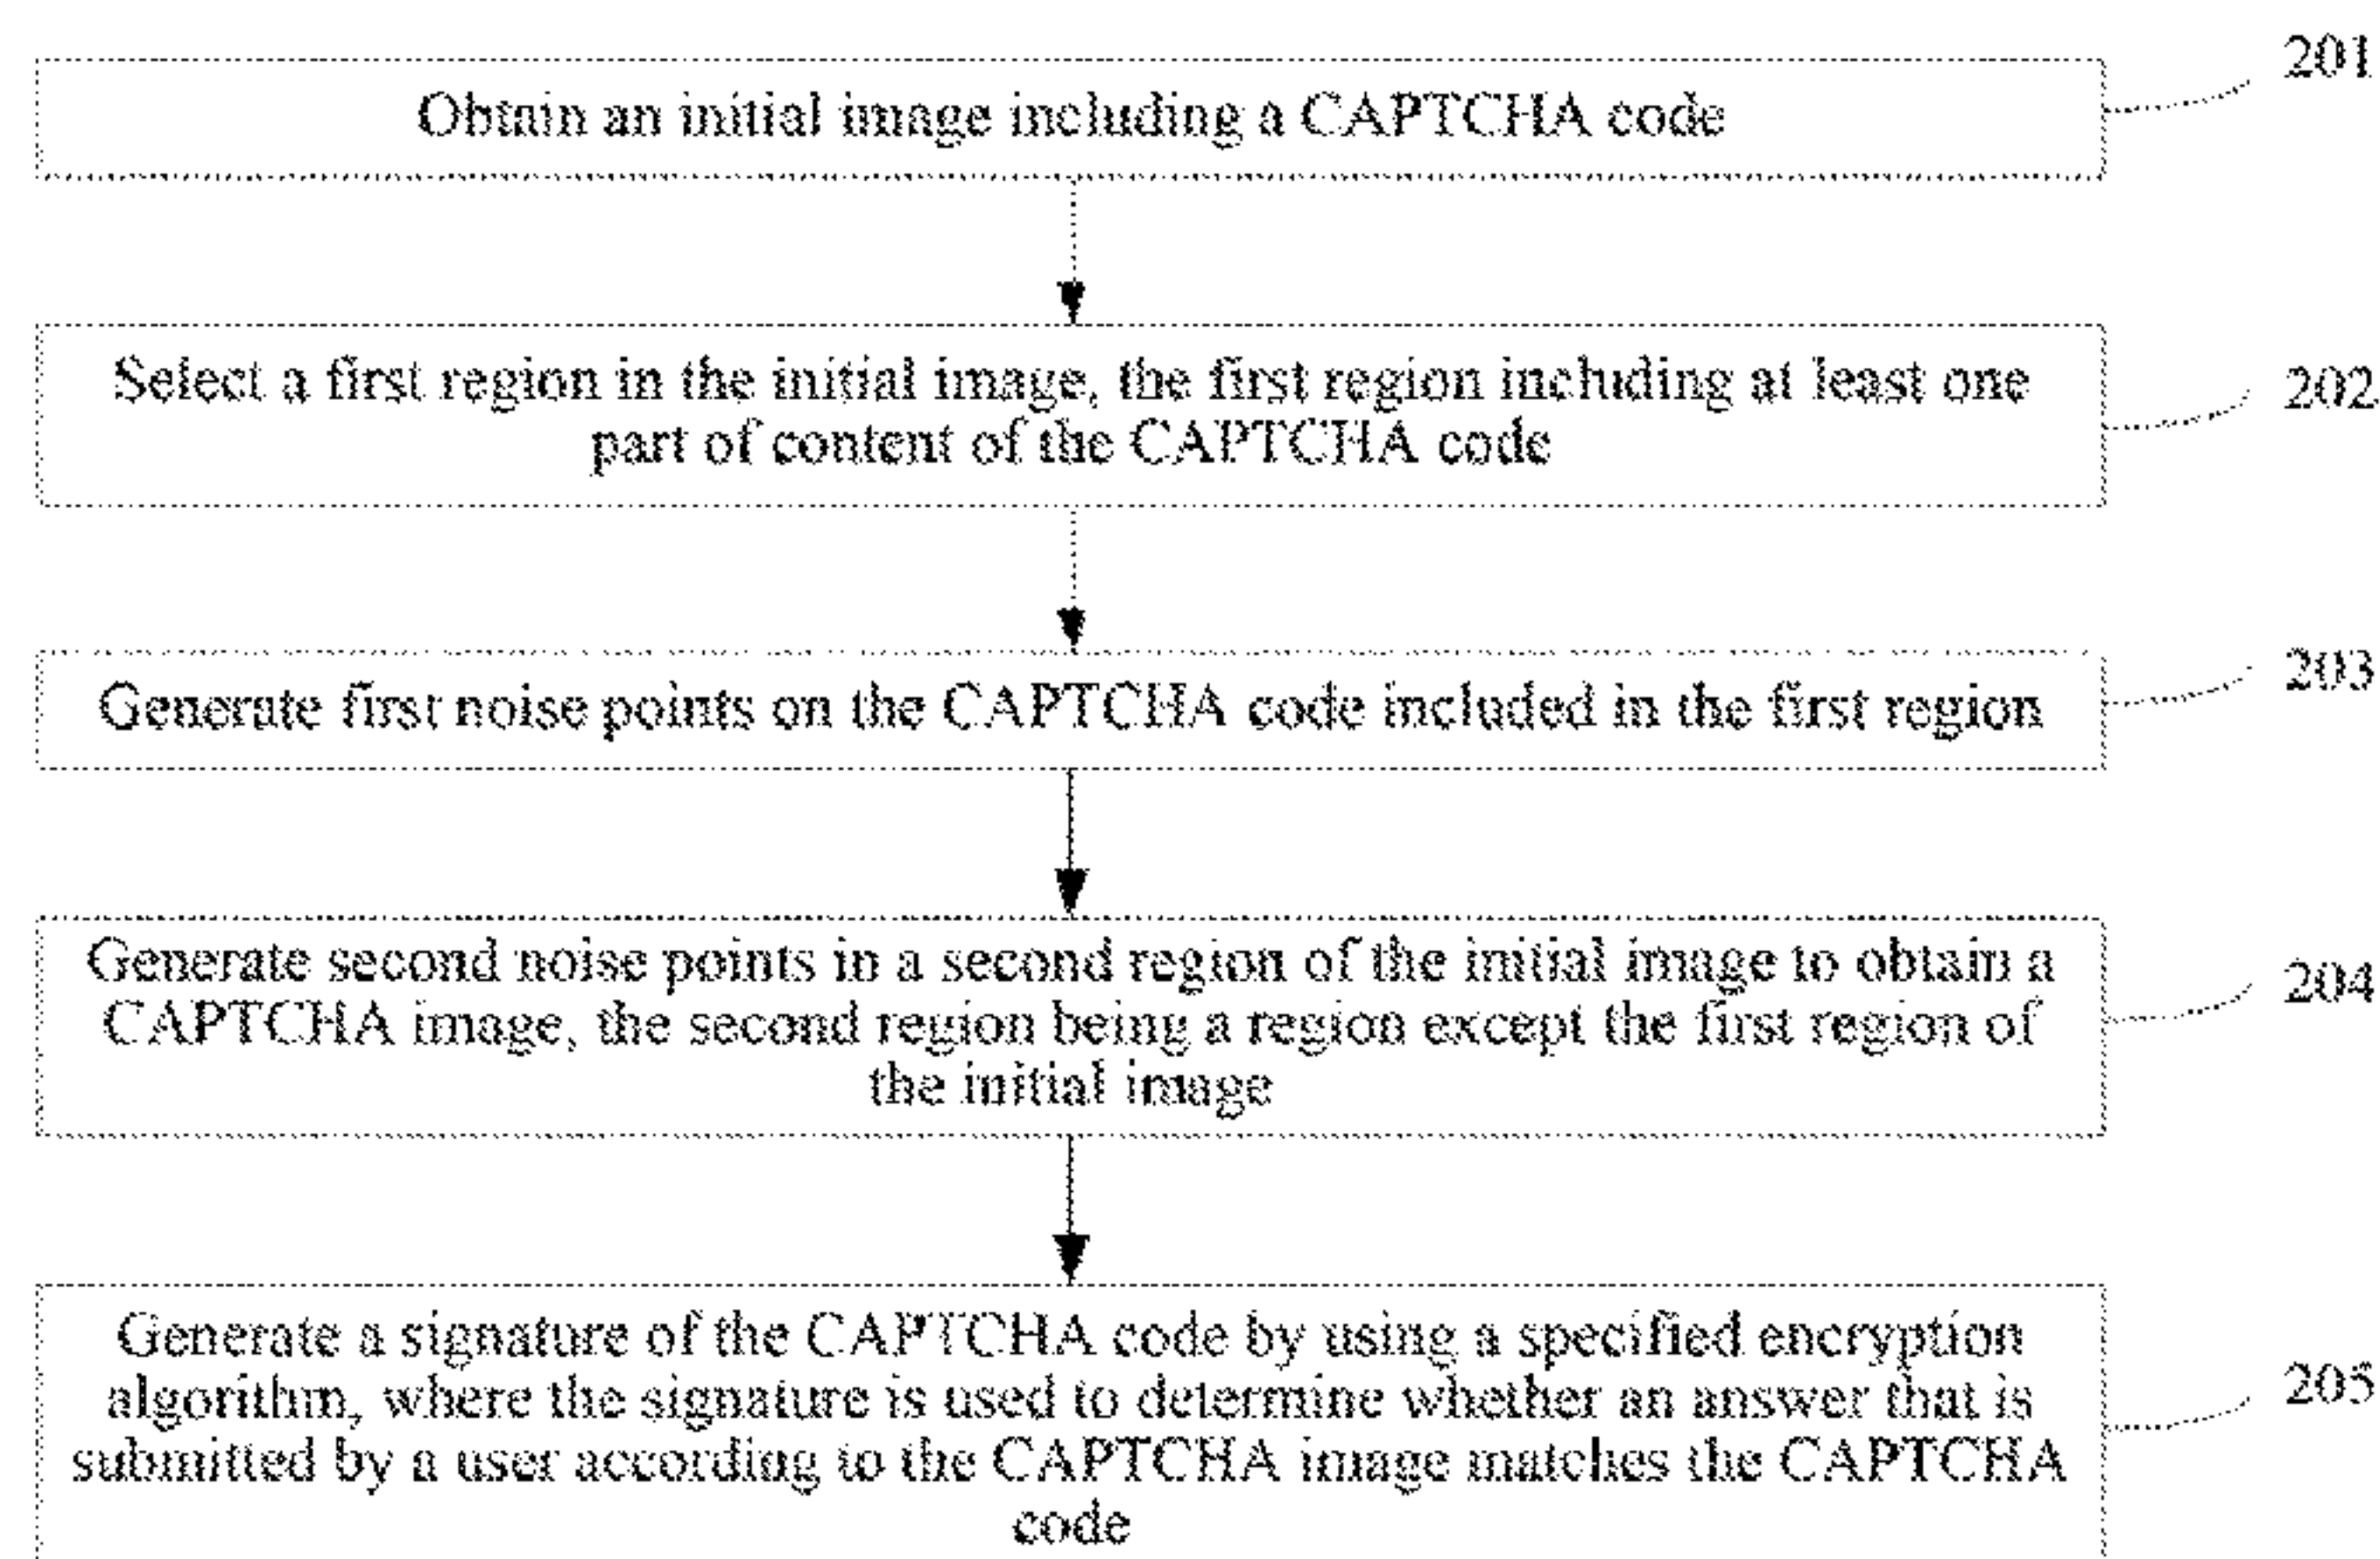 201
Obtain an initial image including a CAPTCHA code
Select a first region in the initial image, the first region including at least one
part of content of the CAPTCHA code
202
Generate first noise points on the CAPTCHA code included in the first region
203
Generate second noise points in a second region of the initial image to obtain a
CAPTCHA image, the second region being a region except the first region of
the initial image
204
Generate a signature of the CAPTCHA code by using a specified encryption
algorithm, where the signature is used to determine whether an answer that is
submitted by a user according to the CAPTCHA image matches the CAPTCHA
code
205